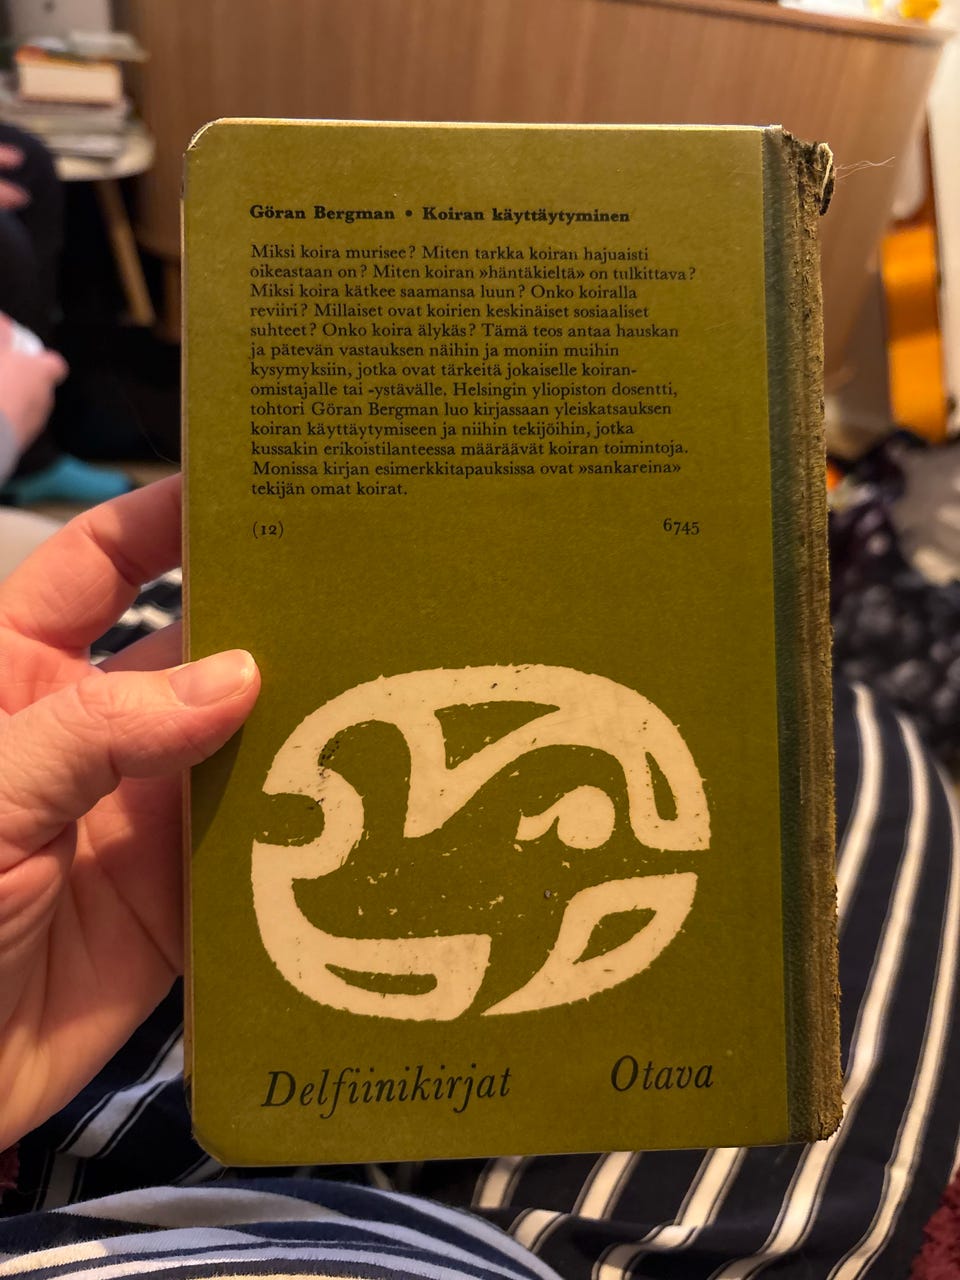 Göran Bergman • Koiran käyttäytyminen
Miksi koira murisee? Miten tarkka koiran hajuaisti
oikeastaan on? Miten koiran »häntäkieltä» on tulkittava?
Miksi koira kätkee saamansa luun? Onko koiralla
reviiri? Millaiset ovat koirien keskinäiset sosiaaliset
suhteet? Onko koira älykäs? Tämä teos antaa hauskan
ja pätevän vastauksen näihin ja moniin muihin
kysymyksiin, jotka ovat tärkeitä jokaiselle koiran-
omistajalle tai -ystävälle. Helsingin yliopiston dosentti,
tohtori Göran Bergman luo kirjassaan yleiskatsauksen
koiran käyttäytymiseen ja niihin tekijöihin, jotka
kussakin erikoistilanteessa määräävät koiran toimintoja.
Monissa kirjan esimerkkitapauksissa ovat »sankareina»
tekijän omat koirat.
(12) 6745
Delfiinikirjat Otava